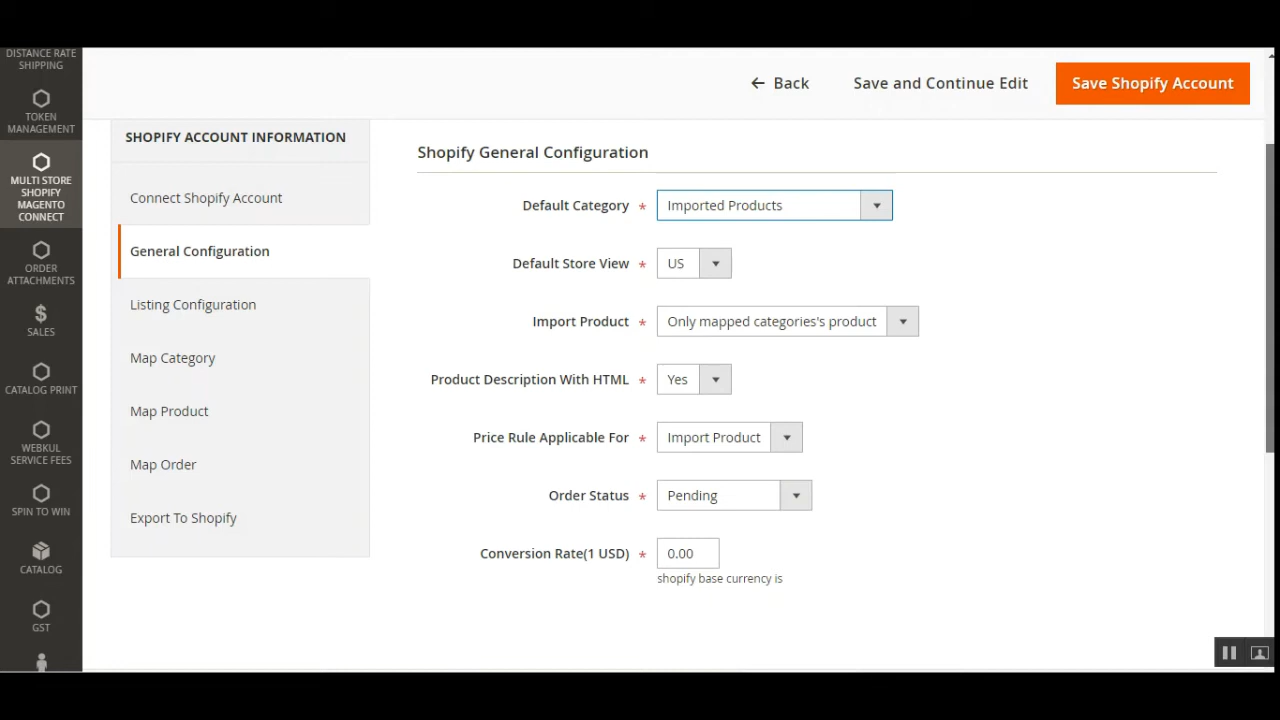 DISTANCE RATE
SHIPPING
TOKEN
MANAGEMENT
MULTI STORE
SHOPIFY
MAGENTO
CONNECT
ORDER
ATTACHMENTS
$
SALES
CATALOG PRINT
WEBKUL
SERVICE FEES
SPIN TO WIN
CATALOG
GST
Back
Save and Continue Edit
Save Shopify Account
SHOPIFY ACCOUNT INFORMATION
Connect Shopify Account
General Configuration
Listing Configuration
Map Category
Map Product
Map Order
Export To Shopify
Shopify General Configuration
Default Category * Imported Products
Default Store View * US
Import Product * Only mapped categories's product
Product Description With HTML * Yes
Price Rule Applicable For * Import Product
Order Status * Pending
Conversion Rate(1 USD) * 0.00
shopify base currency is